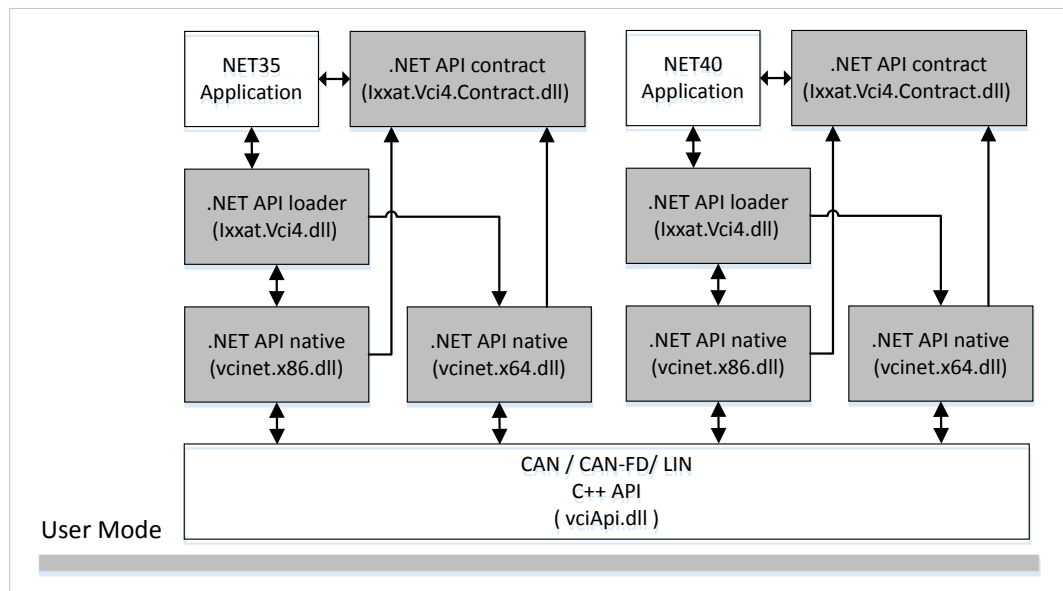 NET35
Application
.NET API contract
(Ixxat.Vci4.Contract.dll)
NET40
Application
.NET API contract
(Ixxat.Vci4.Contract.dll)
.NET API loader
(Ixxat.Vci4.dll)
.NET API loader
(Ixxat.Vci4.dll)
.NET API native
(vcinet.x86.dll)
.NET API native
(vcinet.x64.dll)
.NET API native
(vcinet.x86.dll)
.NET API native
(vcinet.x64.dll)
CAN / CAN-FD/ LIN
C++ API
( vciApi.dll )
User Mode